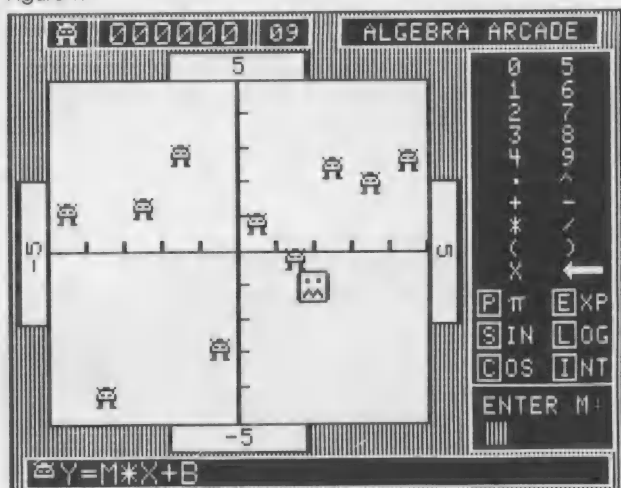 000000 09 ALGEBRA ARCADE
5
-5
5
-5
0 5
1 6
2 7
3 8
4 9
. ^
+ -
* /
( )
X ←
P π E XP
S IN L OG
C OS I NT
ENTER M:
Y=M*X+B